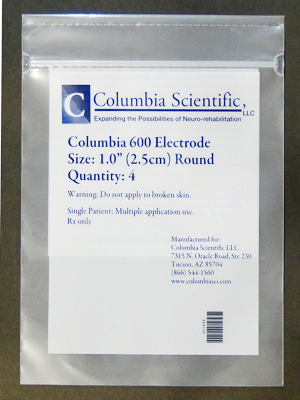 C Columbia Scientific, LLC
Expanding the Possibilities of Neuro-rehabilitation
Columbia 600 Electrode
Size: 1.0” (2.5cm) Round
Quantity: 4
Warning: Do not apply to broken skin.
Single Patient: Multiple application use.
Rx only
Manufactured for:
Columbia Scientific LLC
7315 N. Oracle Road, Ste 230
Tucson, AZ 85704
(866) 544-1560
www.columbiasci.com